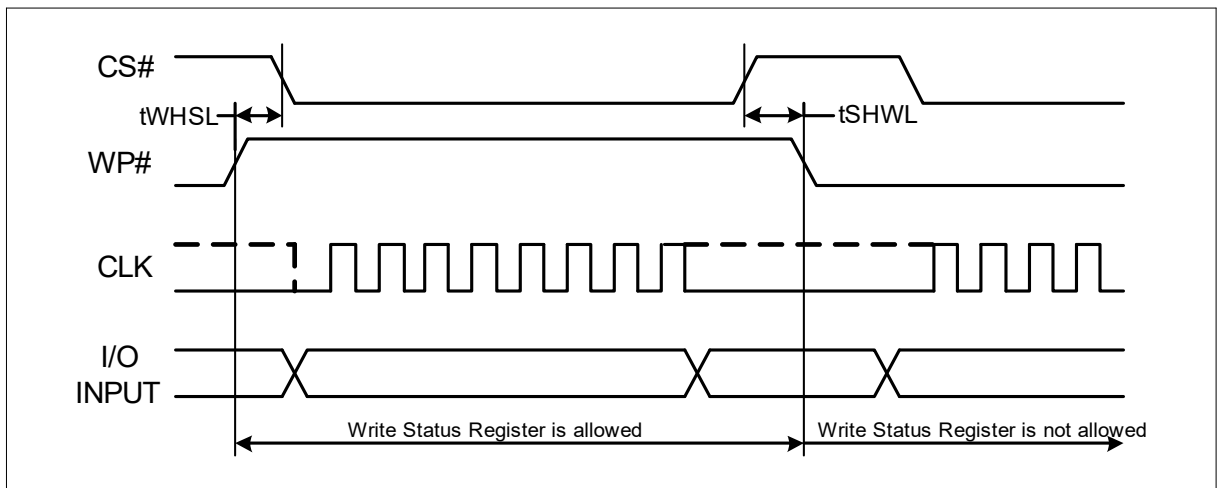 CS#
tWHSL
tSHWL
WP#
CLK
I/O
INPUT
Write Status Register is allowed
Write Status Register is not allowed